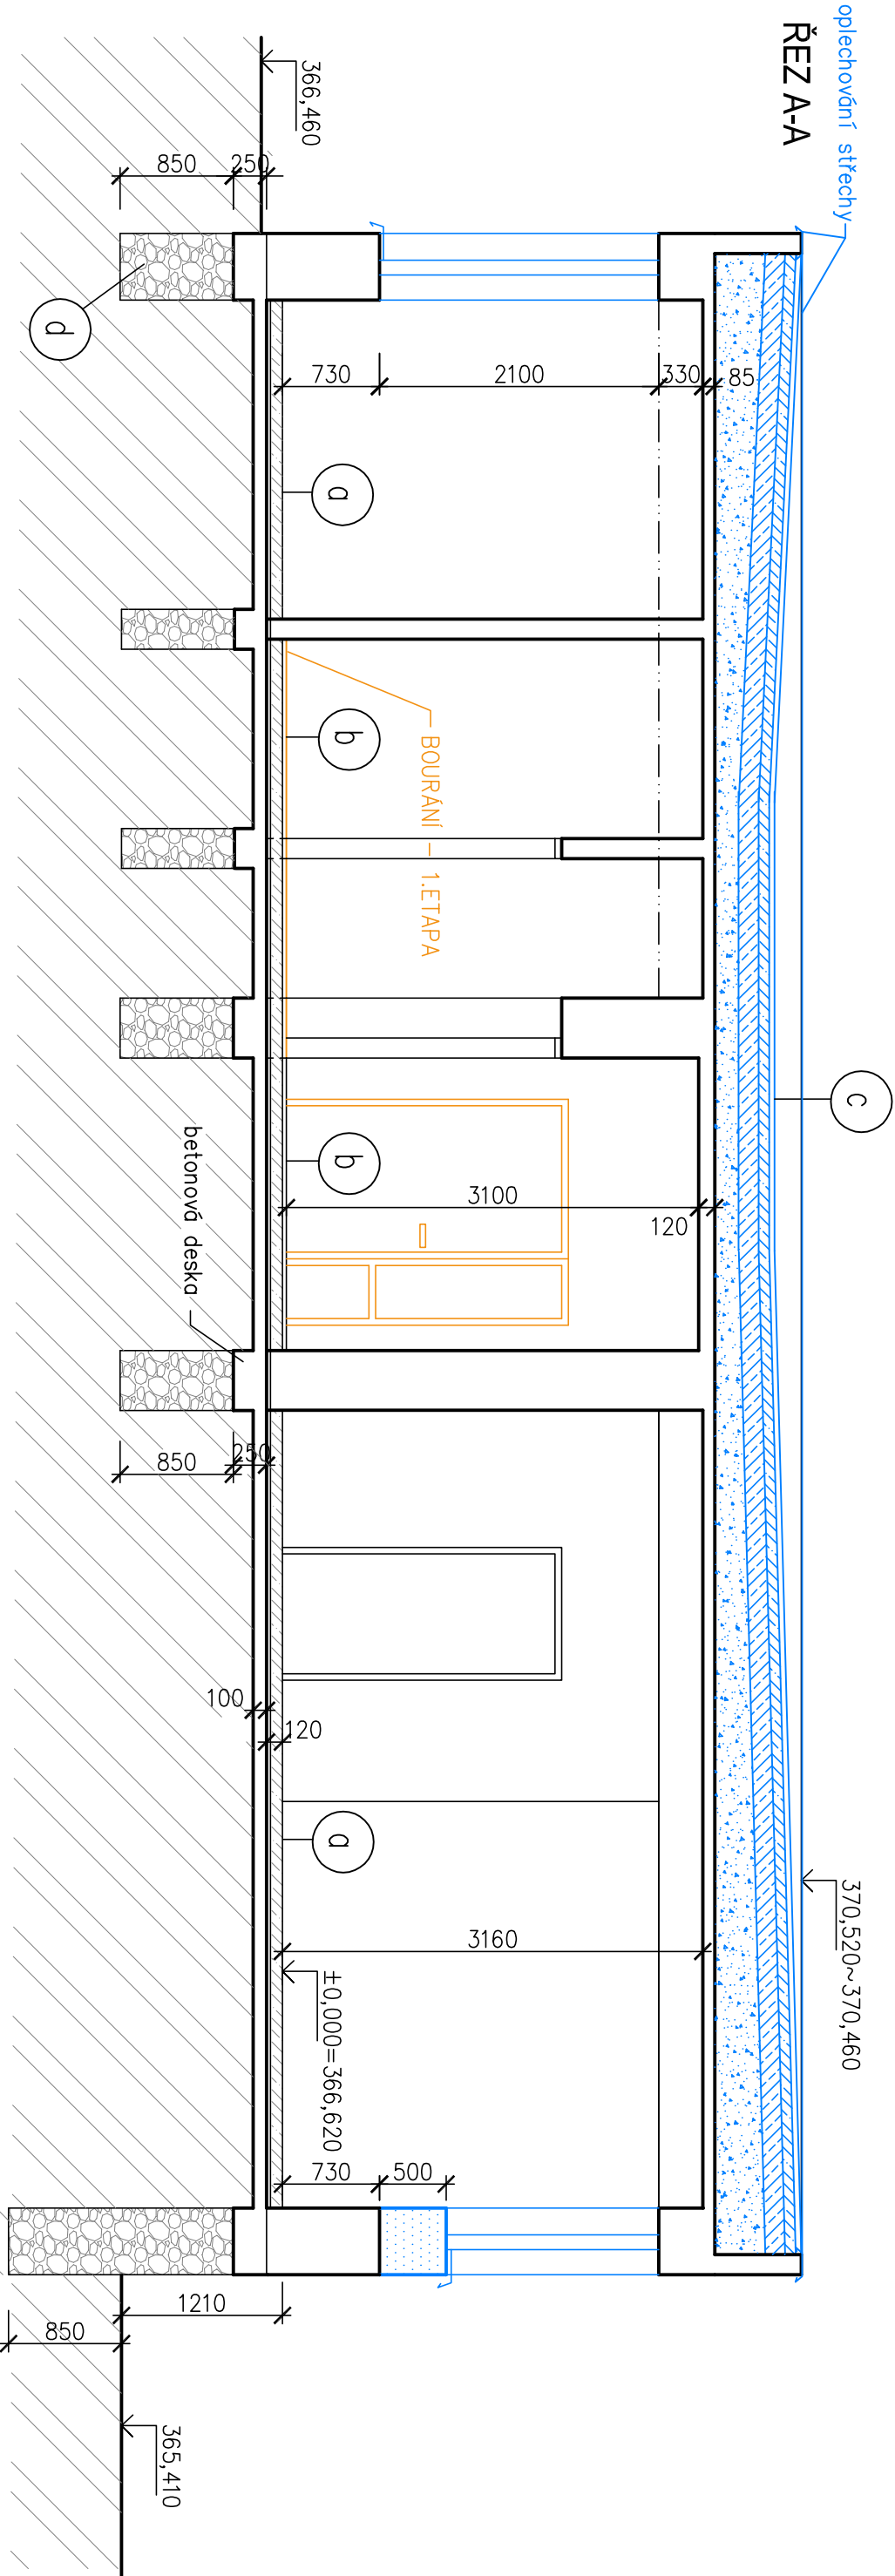 oplechování střechy
ŘEZ A-A
366,460
850
250
d
730
2100
330
85
a
b
BOURÁNÍ – 1.ETAPA
c
b
3100
120
betonová deska
850
250
100
120
a
370,520~370,460
3160
±0,000=366,620
730
500
1210
850
365,410